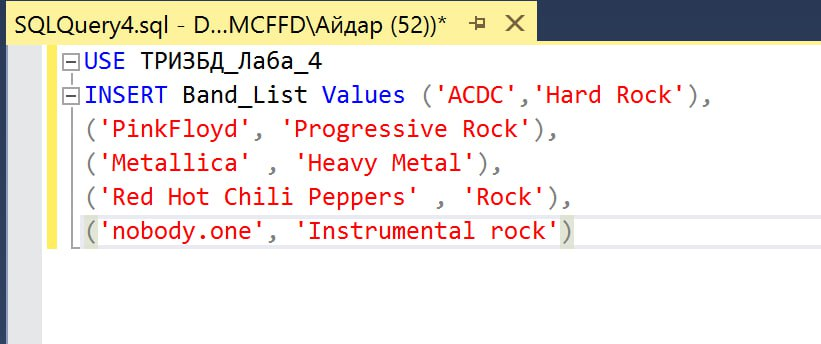 SQLQuery4.sql - D...MCFFD\Айдар (52))*
USE ТРИЗБД_Лаба_4
INSERT Band_List Values ('ACDC','Hard Rock'),
('PinkFloyd', 'Progressive Rock'),
('Metallica' , 'Heavy Metal'),
('Red Hot Chili Peppers' , 'Rock'),
('nobody.one', 'Instrumental rock')